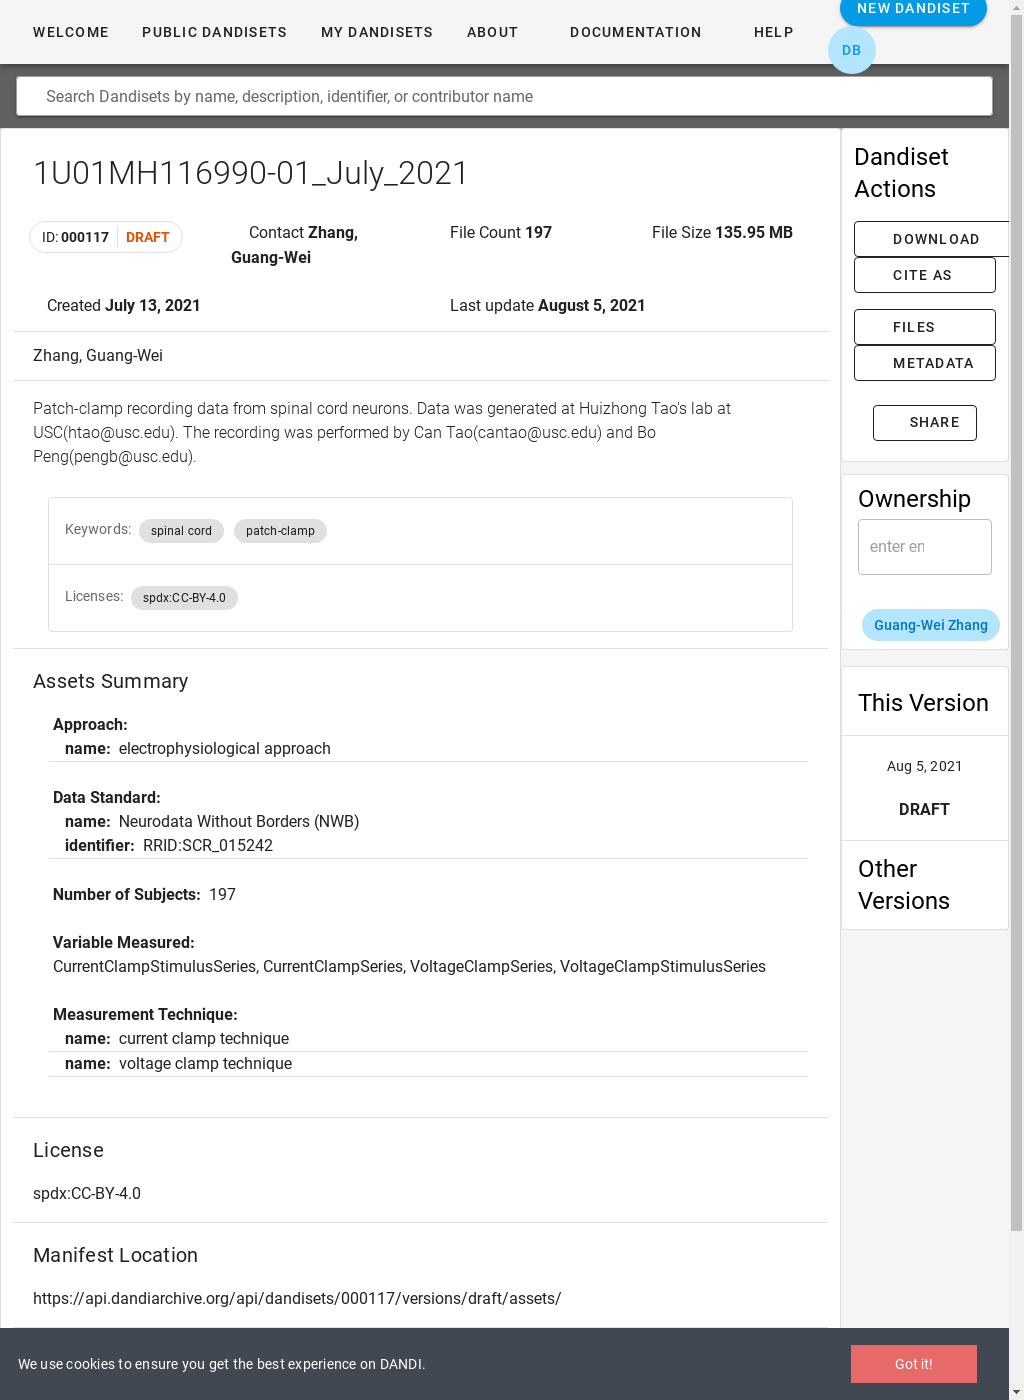 WELCOME PUBLIC DANDISETS MY DANDISETS ABOUT DOCUMENTATION HELP NEW DANDISET
DB
Search Dandisets by name, description, identifier, or contributor name
1U01MH116990-01_July_2021
ID: 000117 DRAFT
Contact Zhang, Guang-Wei
File Count 197
File Size 135.95 MB
Created July 13, 2021
Last update August 5, 2021
Zhang, Guang-Wei
Patch-clamp recording data from spinal cord neurons. Data was generated at Huizhong Tao's lab at
USC(htao@usc.edu). The recording was performed by Can Tao(cantao@usc.edu) and Bo
Peng(pengb@usc.edu).
Keywords: spinal cord patch-clamp
Licenses: spdx:CC-BY-4.0
Assets Summary
Approach:
name: electrophysiological approach
Data Standard:
name: Neurodata Without Borders (NWB)
identifier: RRID:SCR_015242
Number of Subjects: 197
Variable Measured:
CurrentClampStimulusSeries, CurrentClampSeries, VoltageClampSeries, VoltageClampStimulusSeries
Measurement Technique:
name: current clamp technique
name: voltage clamp technique
License
spdx:CC-BY-4.0
Manifest Location
https://api.dandiarchive.org/api/dandisets/000117/versions/draft/assets/
Dandiset
Actions
DOWNLOAD
CITE AS
FILES
METADATA
SHARE
Ownership
enter en
Guang-Wei Zhang
This Version
Aug 5, 2021
DRAFT
Other
Versions
We use cookies to ensure you get the best experience on DANDI.
Got it!